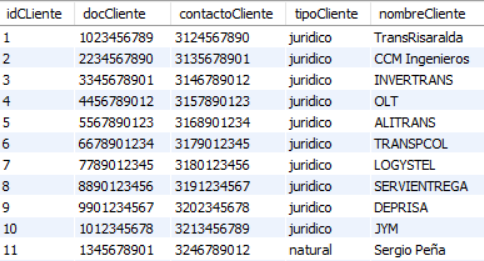 idCLiente docCliente contactoCliente tipoCliente nombreCliente
1 1023456789 3124567890 juridico TransRisaralda
2 2234567890 3135678901 juridico CCM Ingenieros
3 3345678901 3146789012 juridico INVERTRANS
4 4456789012 3157890123 juridico OLT
5 5567890123 3168901234 juridico ALITRANS
6 6678901234 3179012345 juridico TRANSPCOL
7 7789012345 3180123456 juridico LOGYSTEL
8 8890123456 3191234567 juridico SERVIENTREGA
9 9901234567 3202345678 juridico DEPRISA
10 1012345678 3213456789 juridico JYM
11 1345678901 3246789012 natural Sergio Peña